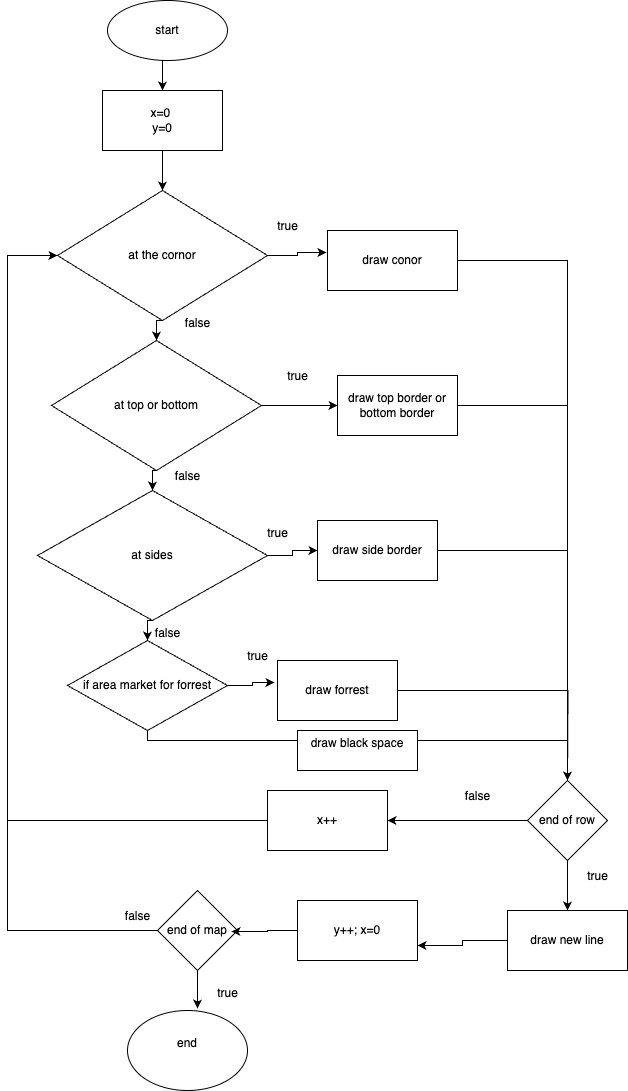 start
x=0
y=0
at the cornor
true
draw conor
false
at top or bottom
true
draw top border or
bottom border
false
at sides
true
draw side border
false
if area market for forrest
true
draw forrest
draw black space
false
x++
end of row
true
false
end of map
y++; x=0
draw new line
true
end